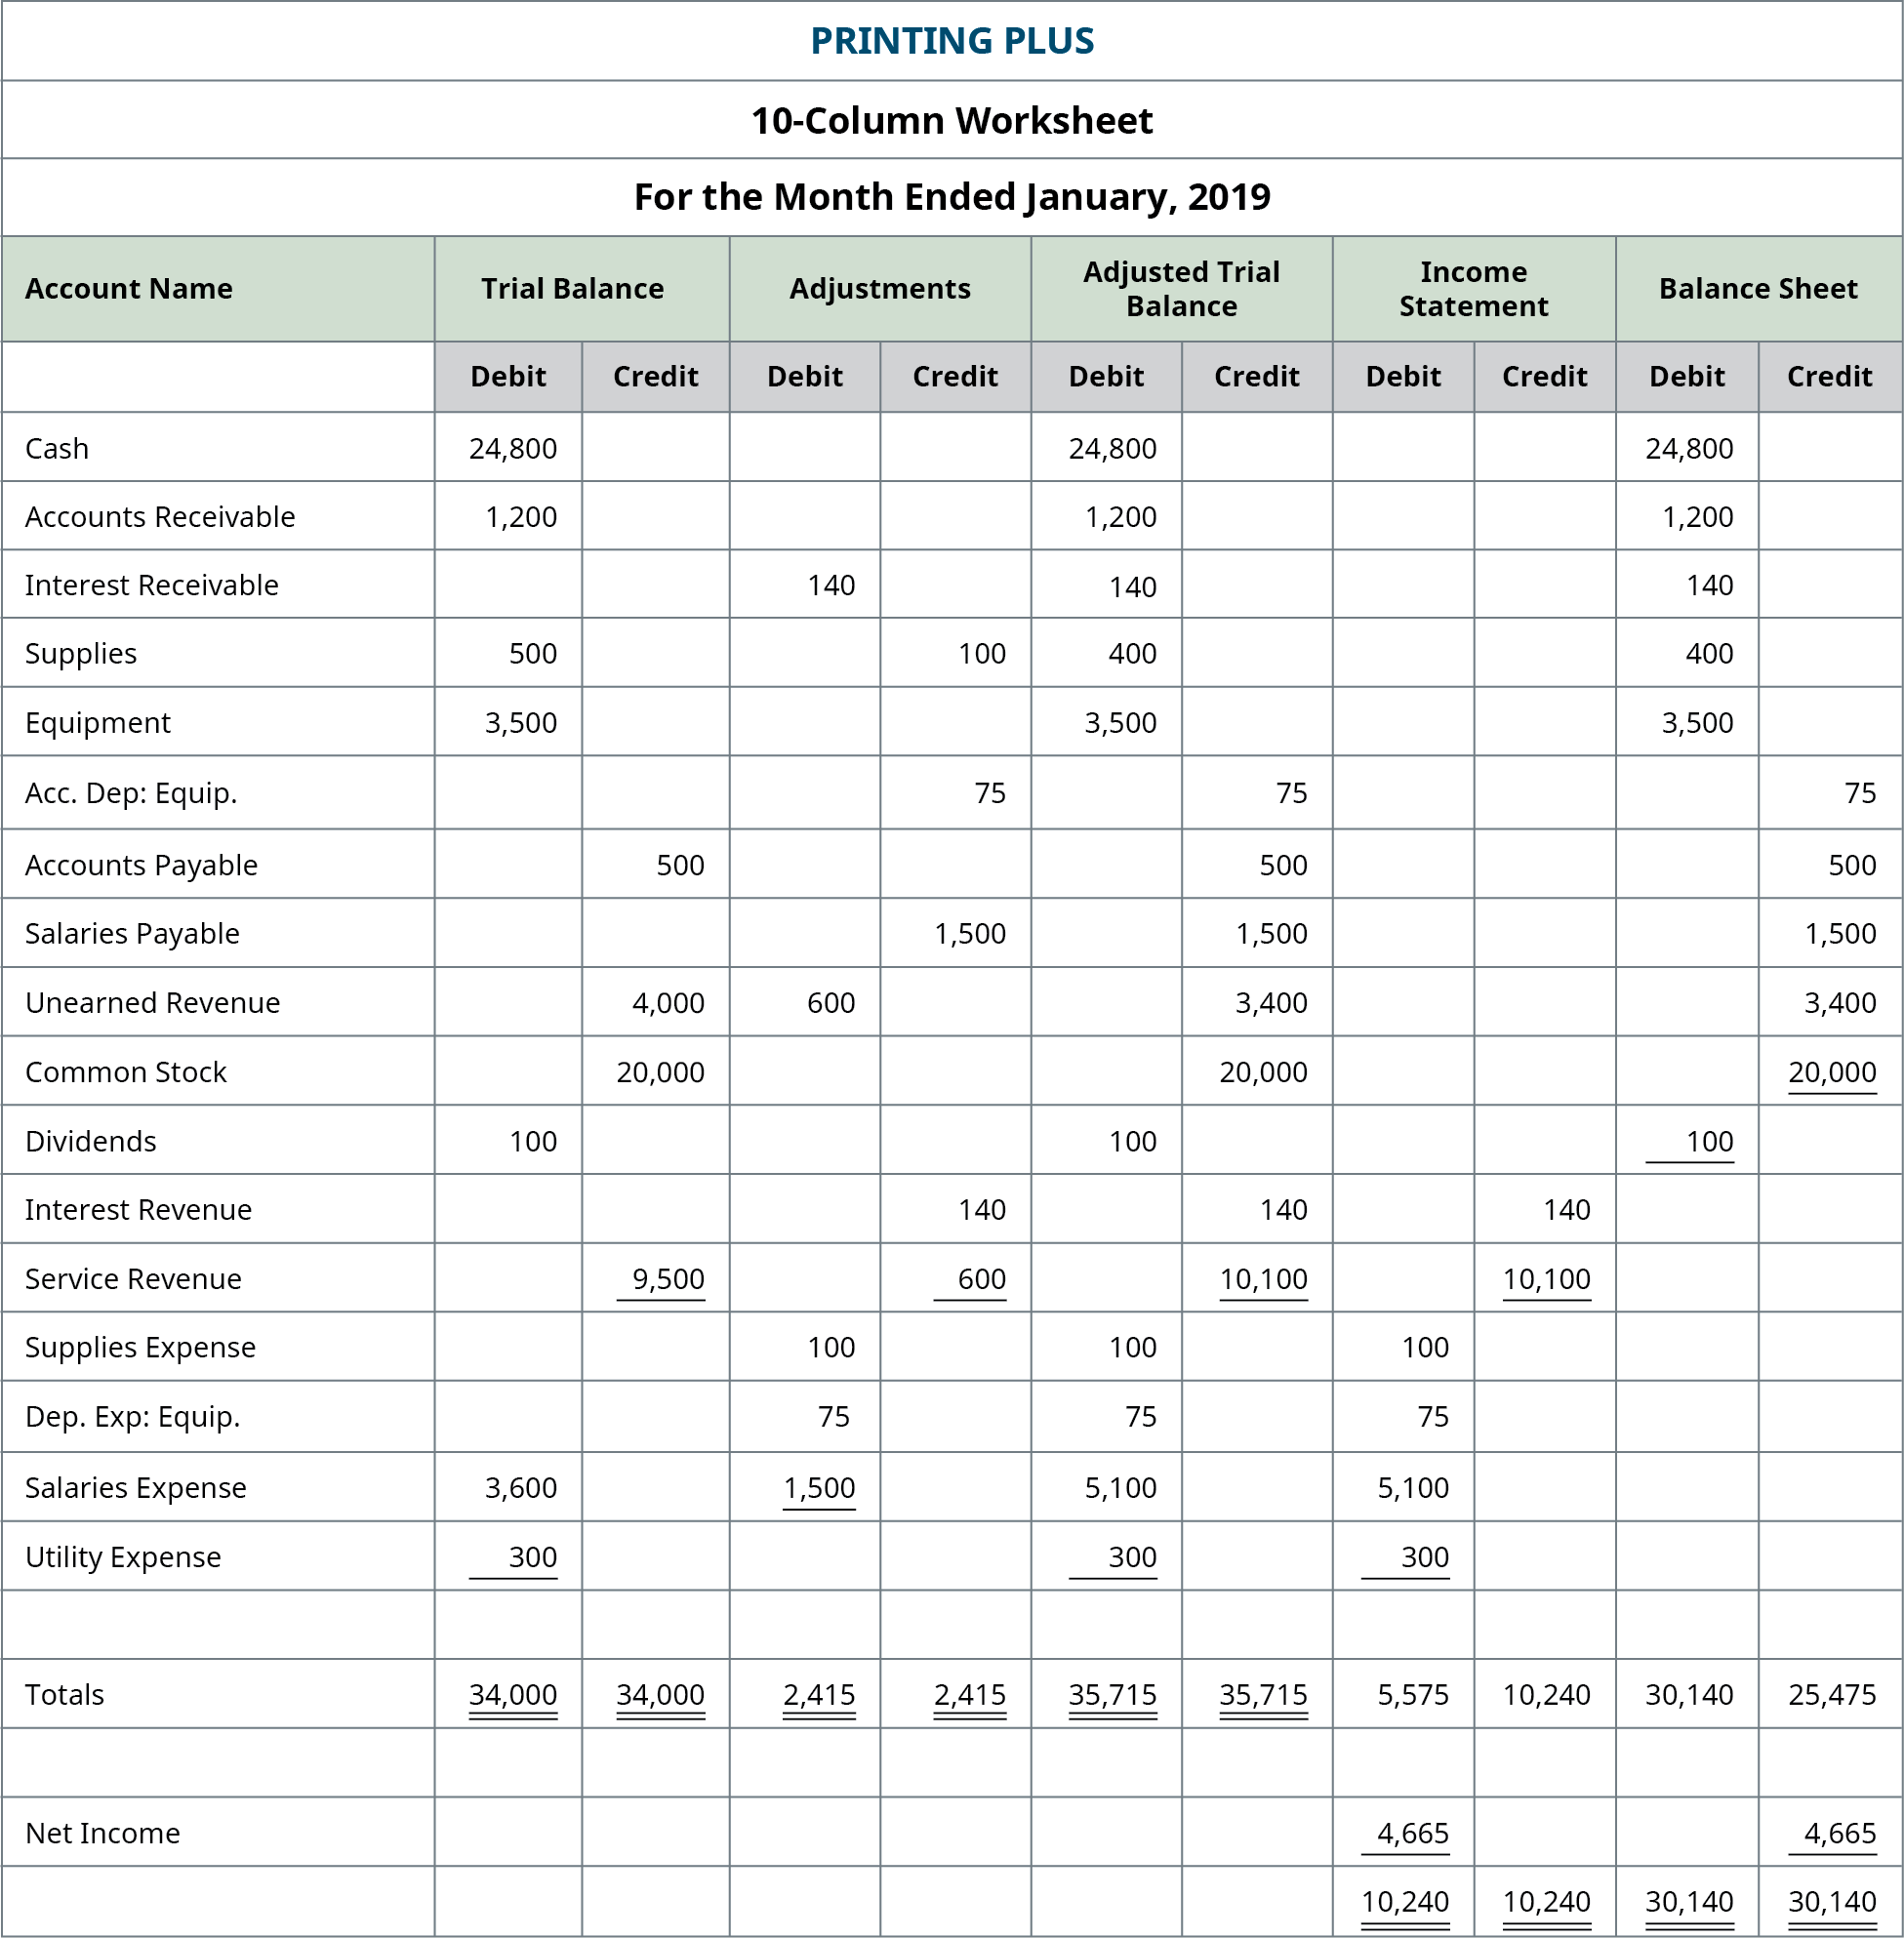 PRINTING PLUS
10-Column Worksheet
For the Month Ended January, 2019
Account Name Trial Balance Adjustments Adjusted Trial Balance Income Statement Balance Sheet
Debit Credit Debit Credit Debit Credit Debit Credit Debit Credit
Cash 24,800 24,800 24,800
Accounts Receivable 1,200 1,200 1,200
Interest Receivable 140 140 140
Supplies 500 100 400 400
Equipment 3,500 3,500 3,500
Acc. Dep: Equip. 75 75 75
Accounts Payable 500 500 500
Salaries Payable 1,500 1,500 1,500
Unearned Revenue 4,000 600 3,400 3,400
Common Stock 20,000 20,000 20,000
Dividends 100 100 100
Interest Revenue 140 140 140
Service Revenue 9,500 600 10,100 10,100
Supplies Expense 100 100 100
Dep. Exp: Equip. 75 75 75
Salaries Expense 3,600 1,500 5,100 5,100
Utility Expense 300 300 300
Totals 34,000 34,000 2,415 2,415 35,715 35,715 5,575 10,240 30,140 25,475
Net Income 4,665 4,665
10,240 10,240 30,140 30,140